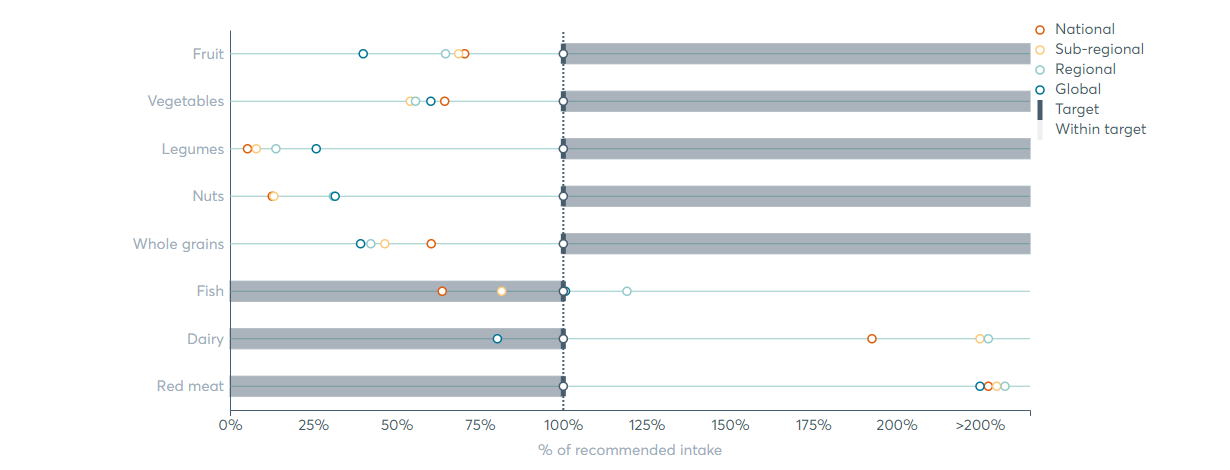 National
Sub-regional
Regional
Global
Target
Within target
Fruit
Vegetables
Legumes
Nuts
Whole grains
Fish
Dairy
Red meat
0% 25% 50% 75% 100% 125% 150% 175% 200% >200%
% of recommended intake